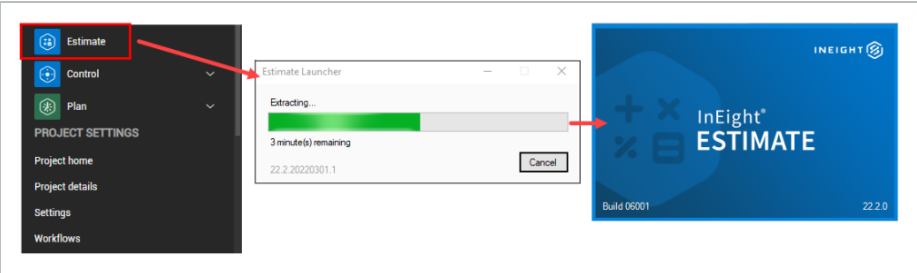 Estimate
Control
Plan
PROJECT SETTINGS
Project home
Project details
Settings
Workflows
Estimate Launcher
Extracting...
3 minute(s) remaining
Cancel
22.2.20220301.1
INEIGHT
InEight®
ESTIMATE
Build 06001
22.2.0